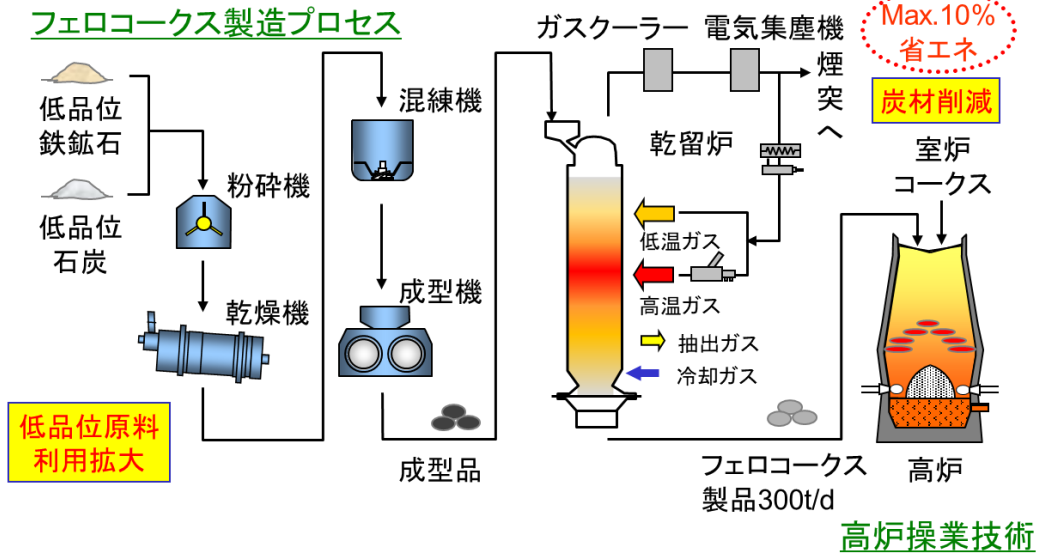 フェロコークス製造プロセス
低品位
鉄鉱石
低品位
石炭
粉砕機
乾燥機
低品位原料
利用拡大
混練機
成型機
成型品
ガスクーラー
電気集塵機
煙突へ
乾留炉
低温ガス
高温ガス
抽出ガス
冷却ガス
フェロコークス
製品300t/d
Max.10%
省エネ
炭材削減
室炉
コークス
高炉
高炉操業技術